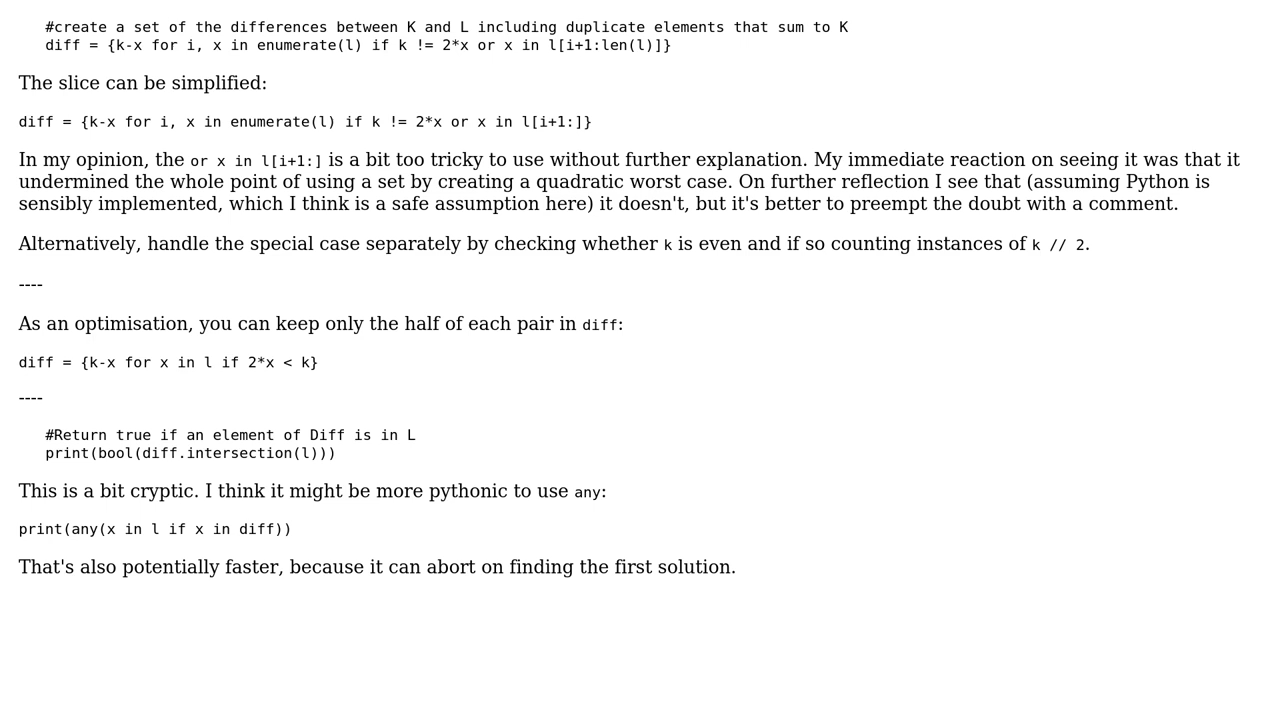 #create a set of the differences between K and L including duplicate elements that sum to K
diff = {k-x for i, x in enumerate(l) if k != 2*x or x in l[i+1:len(l)]}
The slice can be simplified:
diff = {k-x for i, x in enumerate(l) if k != 2*x or x in l[i+1:]}
In my opinion, the or x in l[i+1:] is a bit too tricky to use without further explanation. My immediate reaction on seeing it was that it
undermined the whole point of using a set by creating a quadratic worst case. On further reflection I see that (assuming Python is
sensibly implemented, which I think is a safe assumption here) it doesn't, but it's better to preempt the doubt with a comment.
Alternatively, handle the special case separately by checking whether k is even and if so counting instances of k // 2.
----
As an optimisation, you can keep only the half of each pair in diff:
diff = {k-x for x in l if 2*x < k}
----
#Return true if an element of Diff is in L
print(bool(diff.intersection(l)))
This is a bit cryptic. I think it might be more pythonic to use any:
print(any(x in l if x in diff))
That's also potentially faster, because it can abort on finding the first solution.